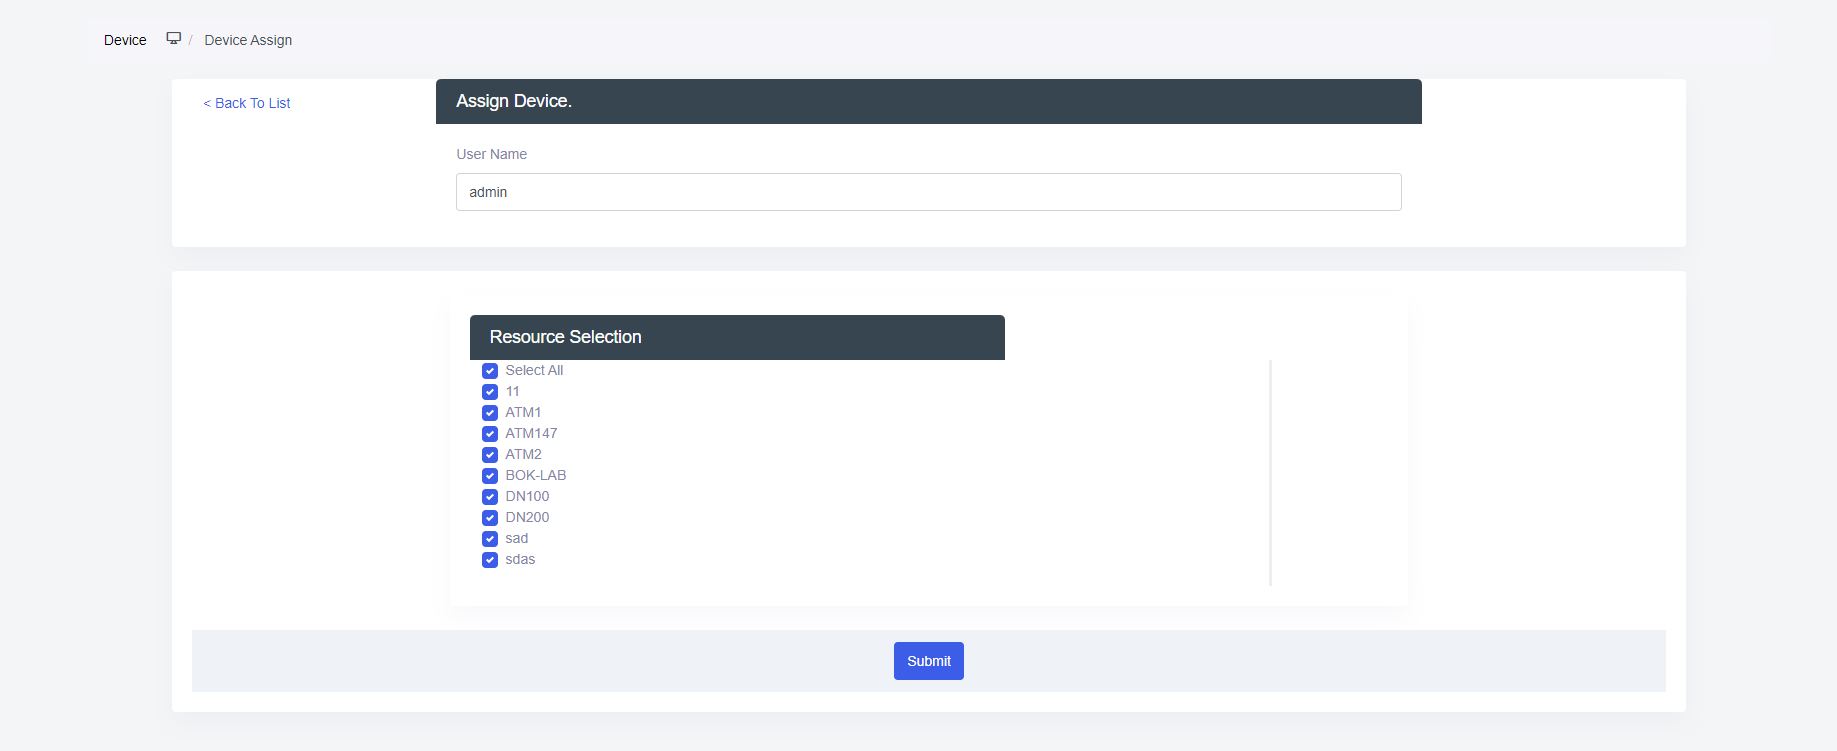 Device / Device Assign
< Back To List
Assign Device.
User Name
admin
Resource Selection
Select All
11
ATM1
ATM147
ATM2
BOK-LAB
DN100
DN200
sad
sdas
Submit